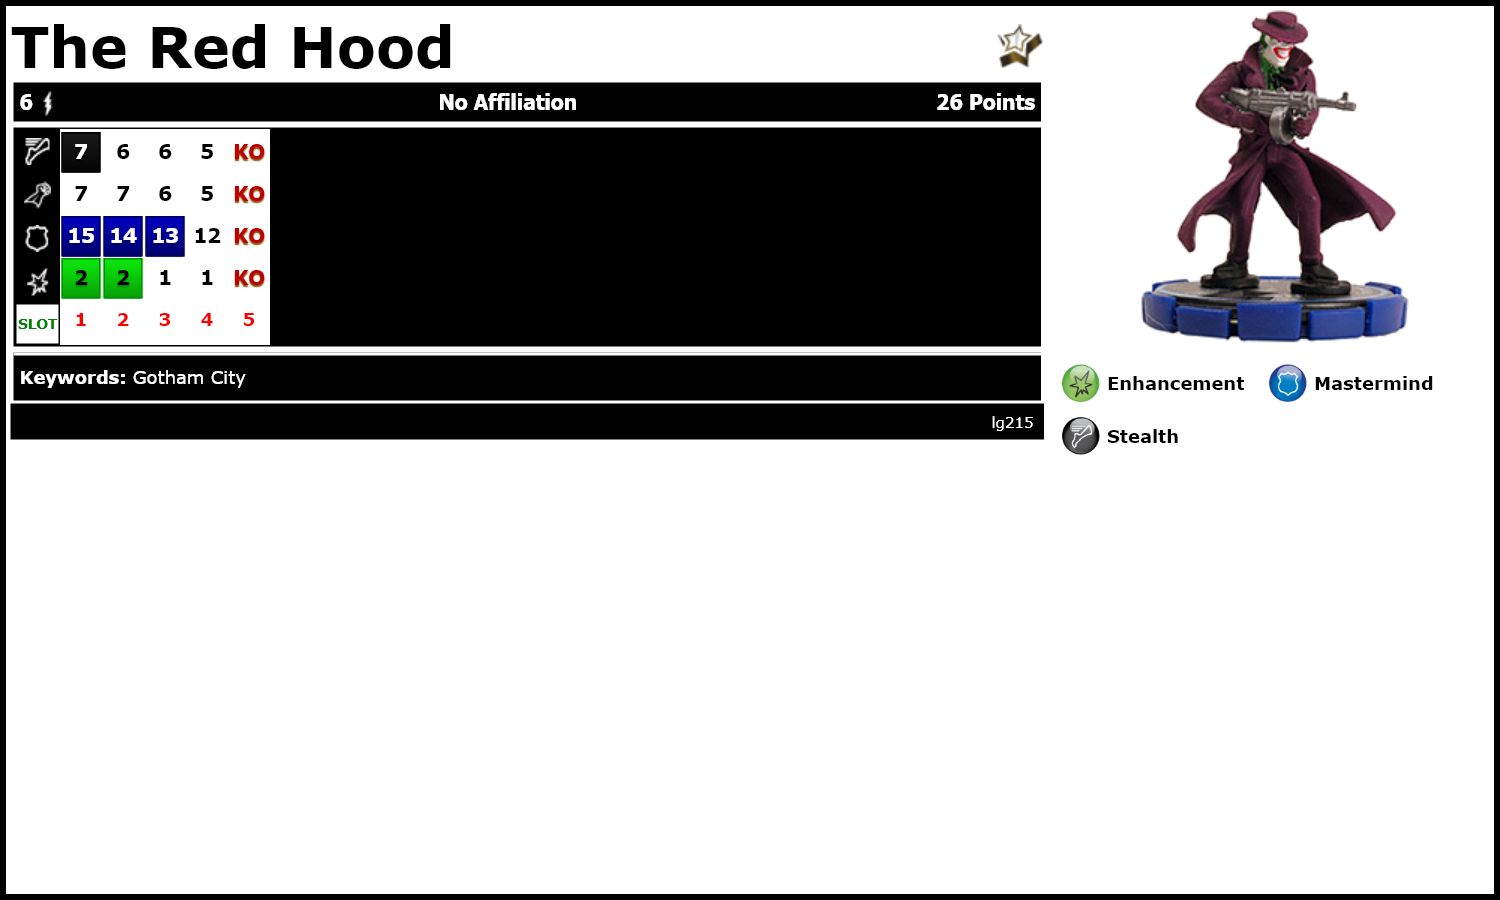 The Red Hood
6 No Affiliation 26 Points
7 6 6 5 KO
7 7 6 5 KO
15 14 13 12 KO
2 2 1 1 KO
SLOT 1 2 3 4 5
Keywords: Gotham City
lg215
Enhancement Mastermind
Stealth